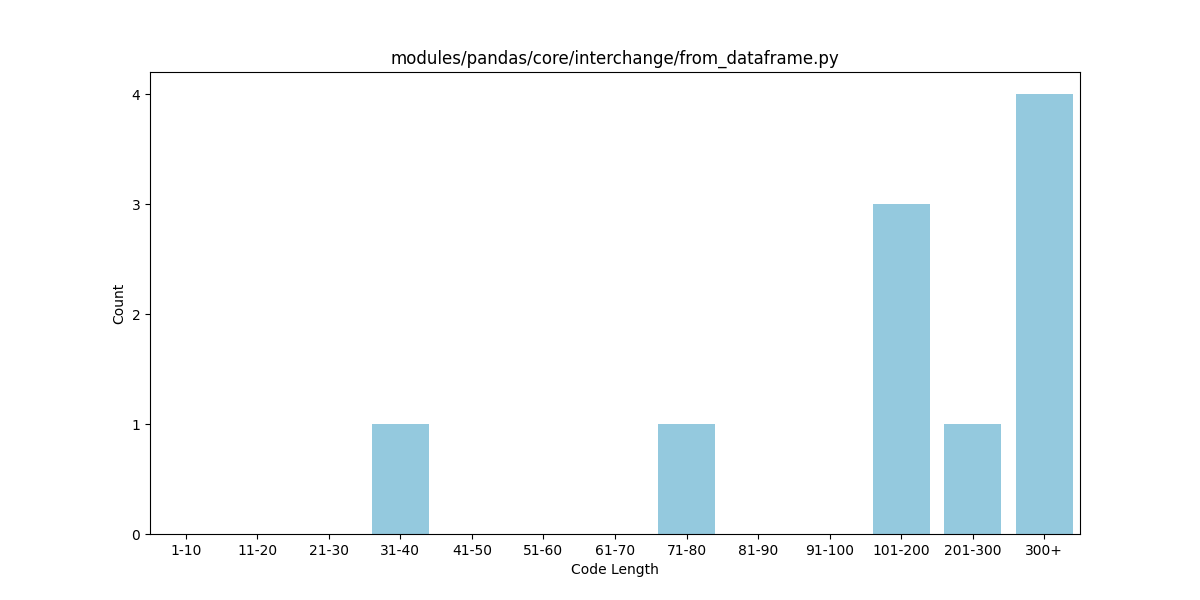 modules/pandas/core/interchange/from_dataframe.py
4
3
2
1
0
Count
1-10 11-20 21-30 31-40 41-50 51-60 61-70 71-80 81-90 91-100 101-200 201-300 300+
Code Length